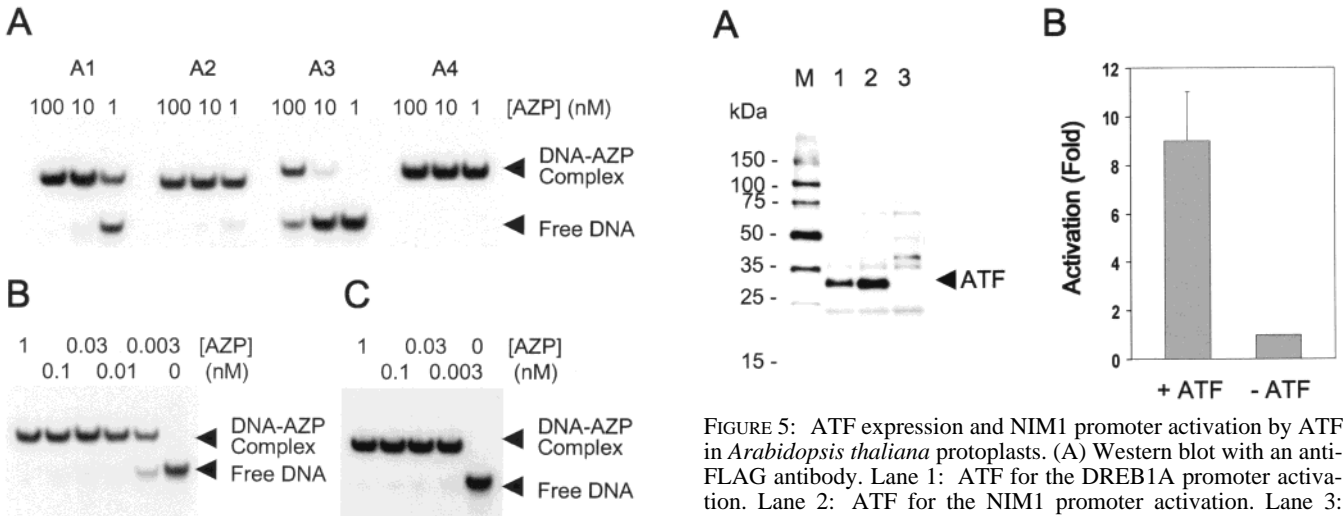 A
A1 A2 A3 A4
100 10 1 100 10 1 100 10 1 100 10 1 [AZP] (nM)
DNA-AZP
Complex
Free DNA
B
1 0.03 0.003 [AZP]
0.1 0.01 0 (nM)
DNA-AZP
Complex
Free DNA
C
1 0.03 0 [AZP]
0.1 0.003 (nM)
DNA-AZP
Complex
Free DNA
A
M 1 2 3
kDa
150 -
100 -
75 -
50 -
35 -
25 -
15 -
ATF
B
Activation (Fold)
12
10
8
6
4
2
0
+ ATF - ATF
FIGURE 5: ATF expression and NIM1 promoter activation by ATF
in Arabidopsis thaliana protoplasts. (A) Western blot with an anti-
FLAG antibody. Lane 1: ATF for the DREB1A promoter activa-
tion. Lane 2: ATF for the NIM1 promoter activation. Lane 3: